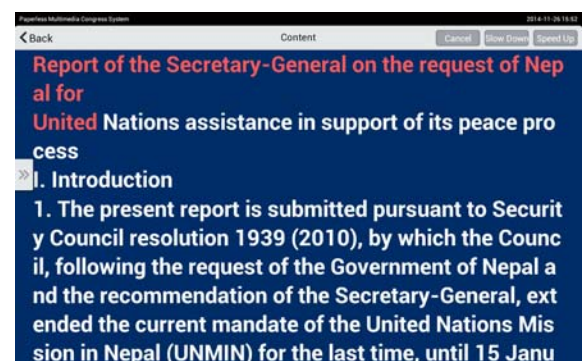 Paperless Multimedia Congress System 2014-11-26 16:52
Back Content Cancel Slow Down Speed Up
Report of the Secretary-General on the request of Nep
al for
United Nations assistance in support of its peace pro
cess
I. Introduction
1. The present report is submitted pursuant to Securit
y Council resolution 1939 (2010), by which the Counc
il, following the request of the Government of Nepal a
nd the recommendation of the Secretary-General, ext
ended the current mandate of the United Nations Mis
sion in Nepal (UNMIN) for the last time, until 15 Janu